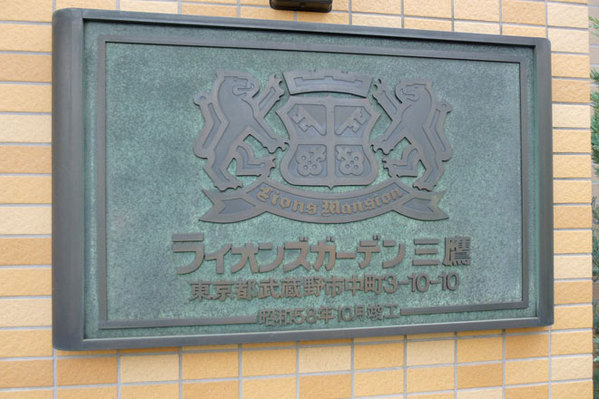 Lions Mansion
ライオンズガーデン三鷹
東京都武蔵野市中町3-10-10
昭和58年10月竣工